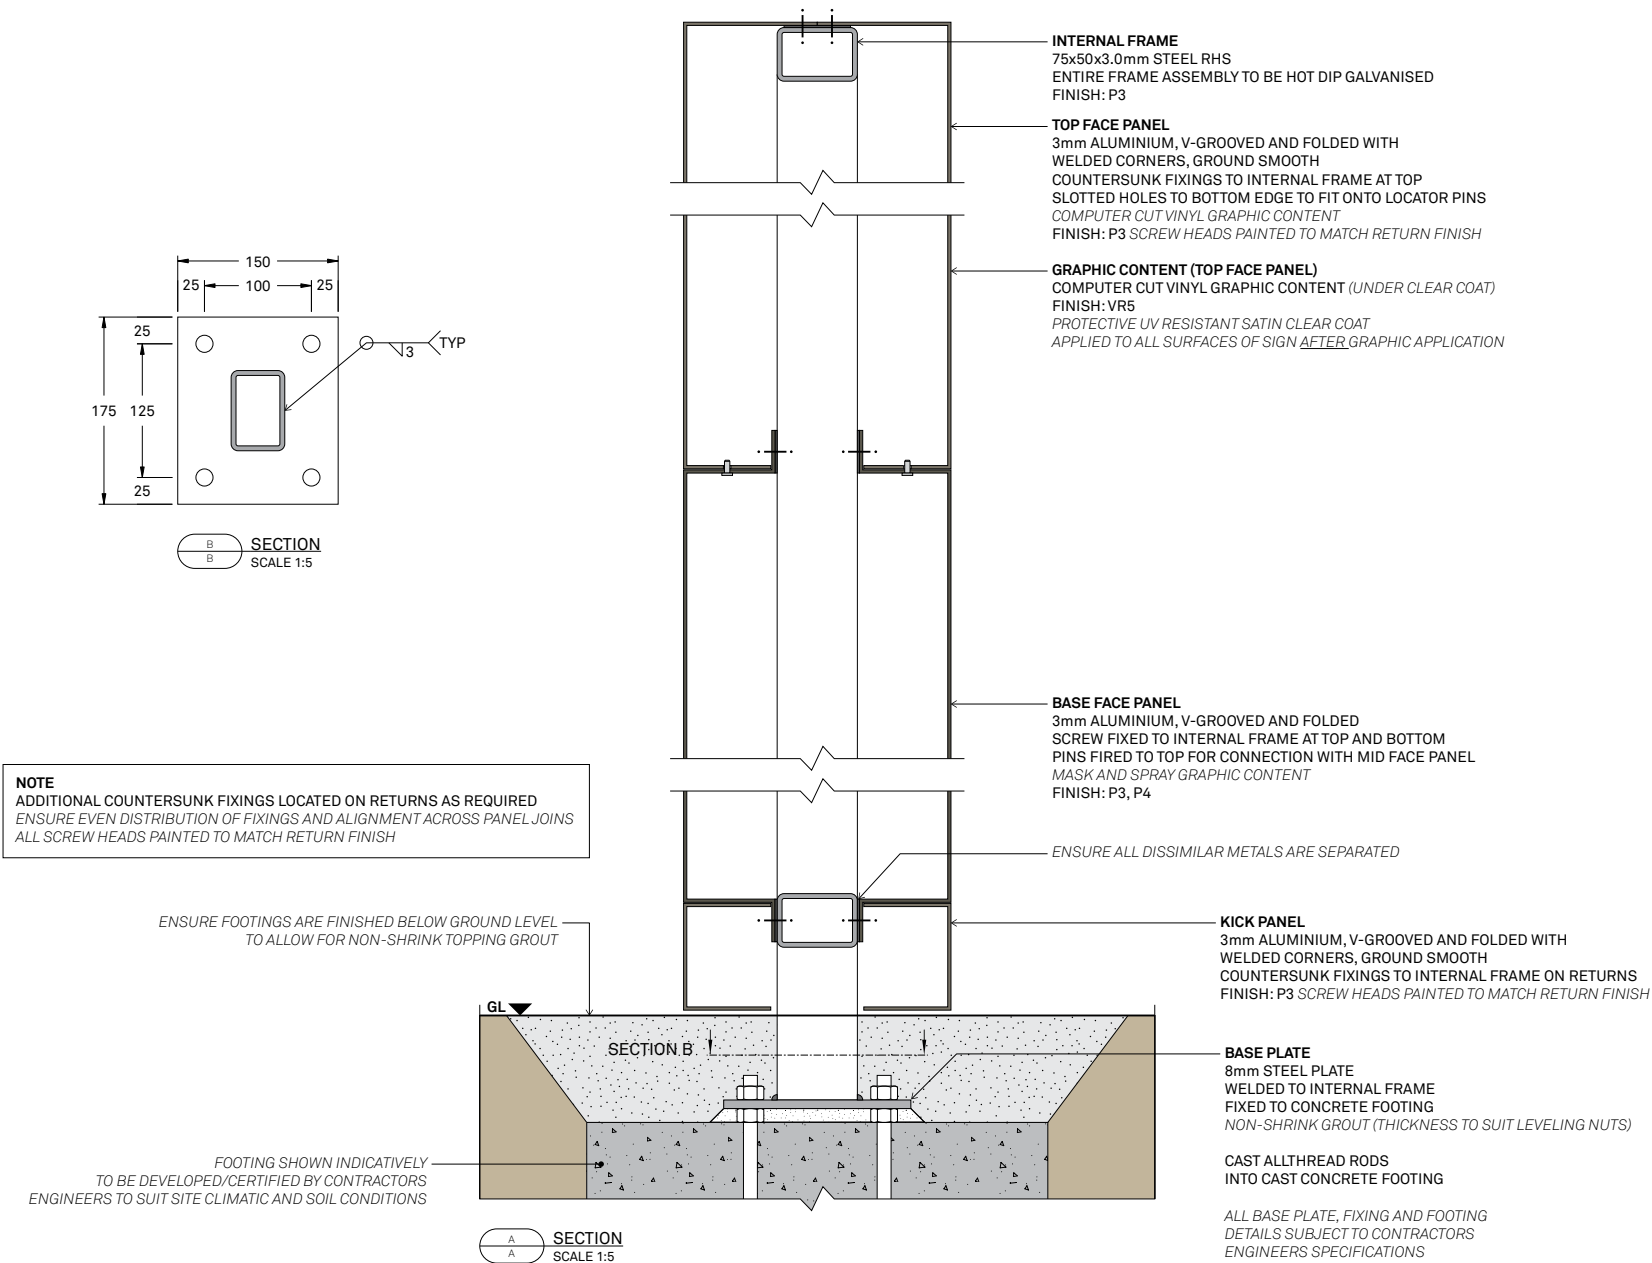 INTERNAL FRAME
75x50x3.0mm STEEL RHS
ENTIRE FRAME ASSEMBLY TO BE HOT DIP GALVANISED
FINISH: P3
TOP FACE PANEL
3mm ALUMINIUM, V-GROOVED AND FOLDED WITH
WELDED CORNERS, GROUND SMOOTH
COUNTERSUNK FIXINGS TO INTERNAL FRAME AT TOP
SLOTTED HOLES TO BOTTOM EDGE TO FIT ONTO LOCATOR PINS
COMPUTER CUT VINYL GRAPHIC CONTENT
FINISH: P3 SCREW HEADS PAINTED TO MATCH RETURN FINISH
GRAPHIC CONTENT (TOP FACE PANEL)
COMPUTER CUT VINYL GRAPHIC CONTENT (UNDER CLEAR COAT)
FINISH: VR5
PROTECTIVE UV RESISTANT SATIN CLEAR COAT
APPLIED TO ALL SURFACES OF SIGN AFTER GRAPHIC APPLICATION
150
25 100 25
25
175 125
25
3 TYP
B
B
SECTION
SCALE 1:5
BASE FACE PANEL
3mm ALUMINIUM, V-GROOVED AND FOLDED
SCREW FIXED TO INTERNAL FRAME AT TOP AND BOTTOM
PINS FIRED TO TOP FOR CONNECTION WITH MID FACE PANEL
MASK AND SPRAY GRAPHIC CONTENT
FINISH: P3, P4
NOTE
ADDITIONAL COUNTERSUNK FIXINGS LOCATED ON RETURNS AS REQUIRED
ENSURE EVEN DISTRIBUTION OF FIXINGS AND ALIGNMENT ACROSS PANEL JOINS
ALL SCREW HEADS PAINTED TO MATCH RETURN FINISH
ENSURE ALL DISSIMILAR METALS ARE SEPARATED
ENSURE FOOTINGS ARE FINISHED BELOW GROUND LEVEL
TO ALLOW FOR NON-SHRINK TOPPING GROUT
KICK PANEL
3mm ALUMINIUM, V-GROOVED AND FOLDED WITH
WELDED CORNERS, GROUND SMOOTH
COUNTERSUNK FIXINGS TO INTERNAL FRAME ON RETURNS
FINISH: P3 SCREW HEADS PAINTED TO MATCH RETURN FINISH
GL
SECTION B
BASE PLATE
8mm STEEL PLATE
WELDED TO INTERNAL FRAME
FIXED TO CONCRETE FOOTING
NON-SHRINK GROUT (THICKNESS TO SUIT LEVELING NUTS)
CAST ALLTHREAD RODS
INTO CAST CONCRETE FOOTING
ALL BASE PLATE, FIXING AND FOOTING
DETAILS SUBJECT TO CONTRACTORS
ENGINEERS SPECIFICATIONS
FOOTING SHOWN INDICATIVELY
TO BE DEVELOPED/CERTIFIED BY CONTRACTORS
ENGINEERS TO SUIT SITE CLIMATIC AND SOIL CONDITIONS
A
A
SECTION
SCALE 1:5